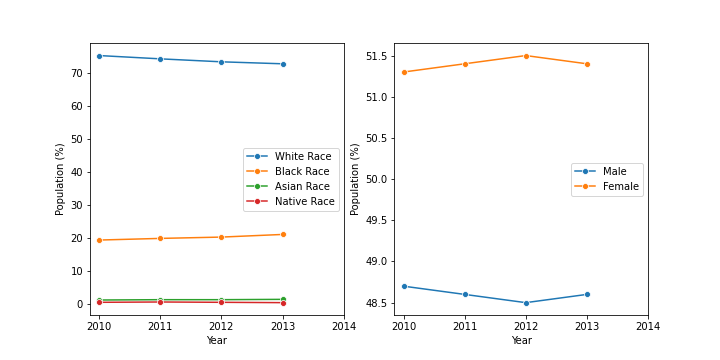 Population (%)
70
60
50
40
30
20
10
0
2010 2011 2012 2013 2014
Year
White Race
Black Race
Asian Race
Native Race
Population (%)
51.5
51.0
50.5
50.0
49.5
49.0
48.5
2010 2011 2012 2013 2014
Year
Male
Female